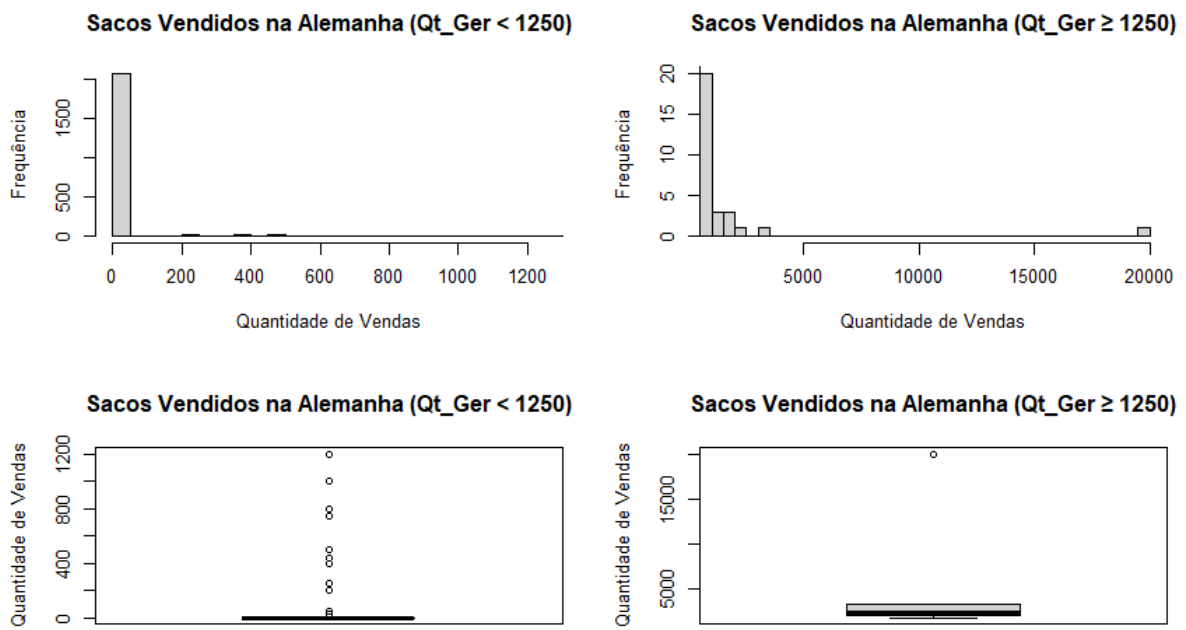 Sacos Vendidos na Alemanha (Qt_Ger < 1250)
Frequência
0
500
1500
0
200
400
600
800
1000
1200
Quantidade de Vendas
Sacos Vendidos na Alemanha (Qt_Ger ≥ 1250)
Frequência
0
5
10
15
20
5000
10000
15000
20000
Quantidade de Vendas
Sacos Vendidos na Alemanha (Qt_Ger < 1250)
Quantidade de Vendas
0
400
800
1200
Sacos Vendidos na Alemanha (Qt_Ger ≥ 1250)
Quantidade de Vendas
5000
15000